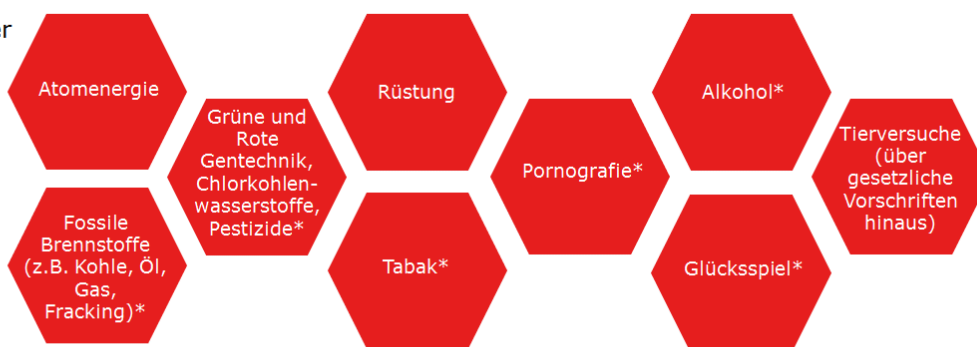 er
Atomenergie
Grüne und
Rote
Gentechnik,
Chlorkohlen-
wasserstoffe,
Pestizide*
Rüstung
Pornografie*
Alkohol*
Tierversuche
(über
gesetzliche
Vorschriften
hinaus)
Fossile
Brennstoffe
(z.B. Kohle, Öl,
Gas,
Fracking)*
Tabak*
Glücksspiel*